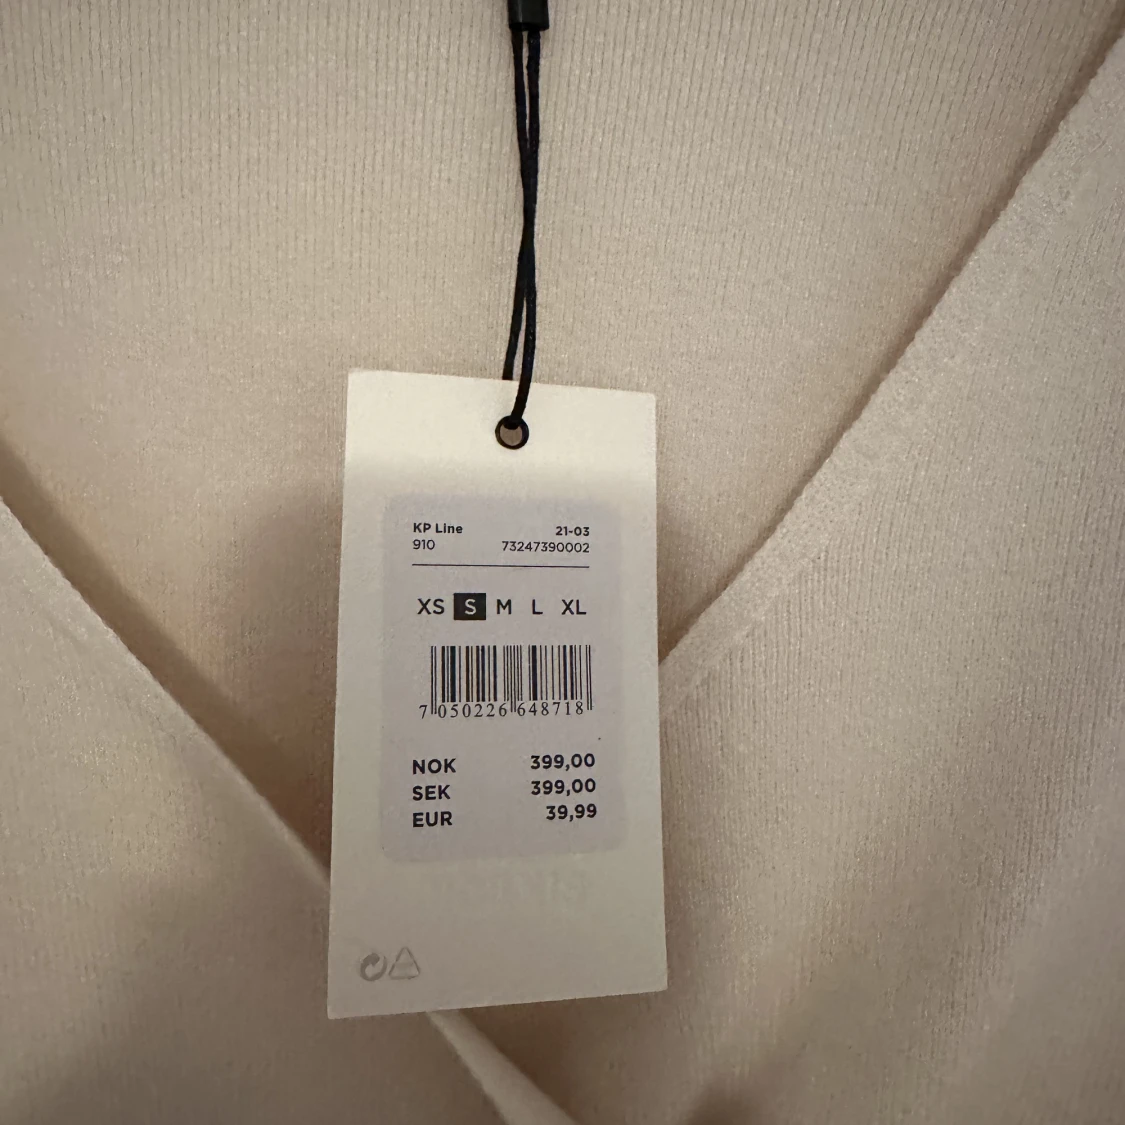 KP Line 21-03
910 73247390002
XS S M L XL
7 050226 648718
NOK 399,00
SEK 399,00
EUR 39,99